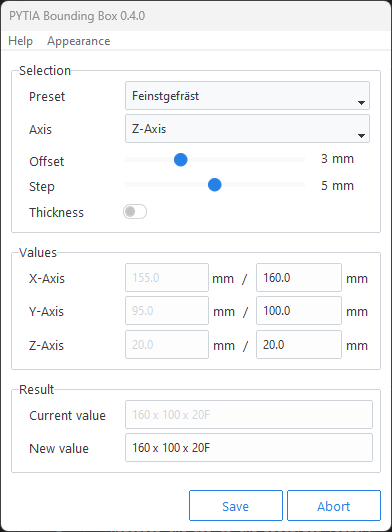 PYTIA Bounding Box 0.4.0
Help Appearance
Selection
Preset Feinstgefräst
Axis Z-Axis
Offset 3 mm
Step 5 mm
Thickness
Values
X-Axis 155.0 mm / 160.0 mm
Y-Axis 95.0 mm / 100.0 mm
Z-Axis 20.0 mm / 20.0 mm
Result
Current value 160 x 100 x 20F
New value 160 x 100 x 20F
Save Abort